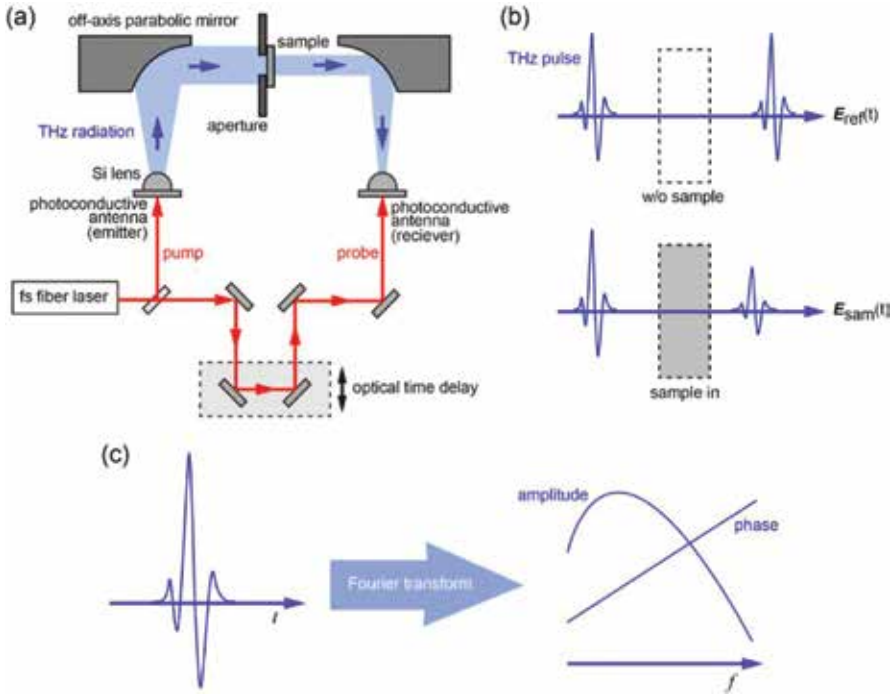 (a)
off-axis parabolic mirror
sample
THz radiation
aperture
Si lens
photoconductive
antenna
(emitter)
photoconductive
antenna
(reciever)
pump
probe
fs fiber laser
optical time delay
(b)
THz pulse
Eref(t)
w/o sample
Esam(t)
sample in
(c)
t
Fourier transform
amplitude
phase
f